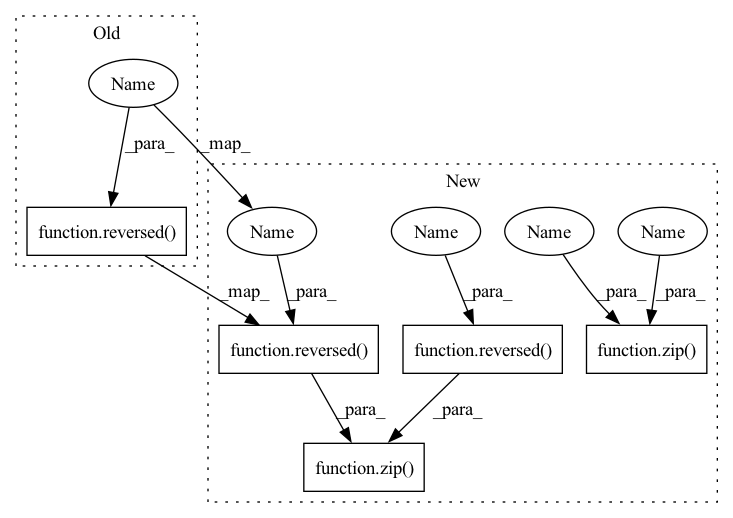 Old
Name
_para_
_map_
New
function.reversed()
Name
Name
Name
Name
_map_
_para_
_para_
_para_
_para_
function.reversed()
function.reversed()
function.zip()
_para_
_para_
function.zip()